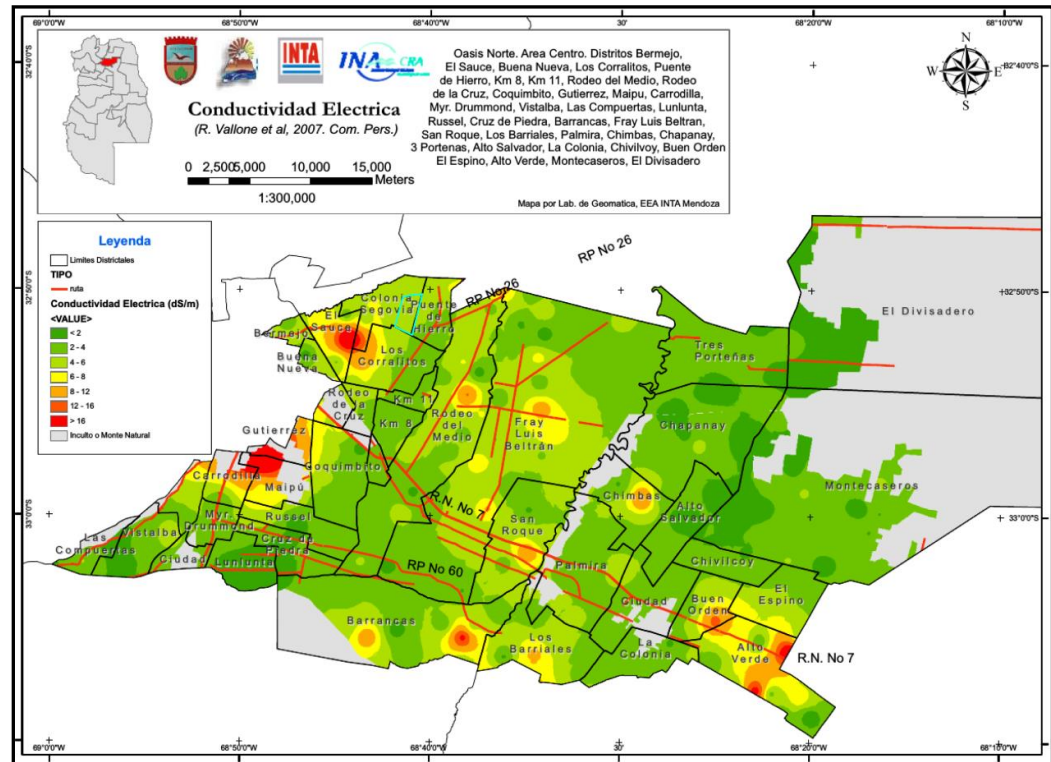 69°0'0"W
68°50'0"W
68°40'0"W
30'
68°20'0"W
68°10'0"W
32°40'0"S
32°40'0"S
INTA
INA
CRA
Conductividad Electrica
(R. Vallone et al, 2007. Com. Pers.)
0 2,500 5,000 10,000 15,000
Meters
1:300,000
Oasis Norte. Area Centro. Distritos Bermejo,
El Sauce, Buena Nueva, Los Corralitos, Puente
de Hierro, Km 8, Km 11, Rodeo del Medio, Rodeo
de la Cruz, Coquimbito, Gutierrez, Maipu, Carrodilla,
Myr. Drummond, Vistalba, Las Compuertas, Lunlunta,
Russel, Cruz de Piedra, Barrancas, Fray Luis Beltran,
San Roque, Los Barriales, Palmira, Chimbas, Chapanay,
3 Portenas, Alto Salvador, La Colonia, Chivilvoy, Buen Orden
El Espino, Alto Verde, Montecaseros, El Divisadero
Mapa por Lab. de Geomatica, EEA INTA Mendoza
N
W E
S
Leyenda
Limites Districtales
TIPO
ruta
Conductividad Electrica (dS/m)
<VALUE>
< 2
2 - 4
4 - 6
6 - 8
8 - 12
12 - 16
> 16
Inculto o Monte Natural
RP No 26
RP No 26
32°50'0"S
32°50'0"S
Colonia
Segovia
Puente
de
Hierro
El
Sauce
Bermejo
Los
Corralitos
Buena
Nueva
El Divisadero
Tres
Porteñas
Rodeo
de la
Cruz
Km 11
Km 8
Rodeo
del
Medio
Fray
Luis
Beltrán
Chapanay
Gutierrez
Coquimbito
Carrodilla
Maipú
Montecaseros
Chimbas
Alto
Salvador
R.N. No 7
33°0'0"S
33°0'0"S
Myr.
Drummond
Russel
San
Roque
Vistalba
Las
Compuertas
Cruz de
Piedra
Ciudad
Lunlunta
RP No 60
Palmira
Chivilcoy
El
Espino
Ciudad
Buen
Orden
Barrancas
Los
Barriales
La
Colonia
Alto
Verde
R.N. No 7
69°0'0"W
68°50'0"W
68°40'0"W
30'
68°20'0"W
68°10'0"W